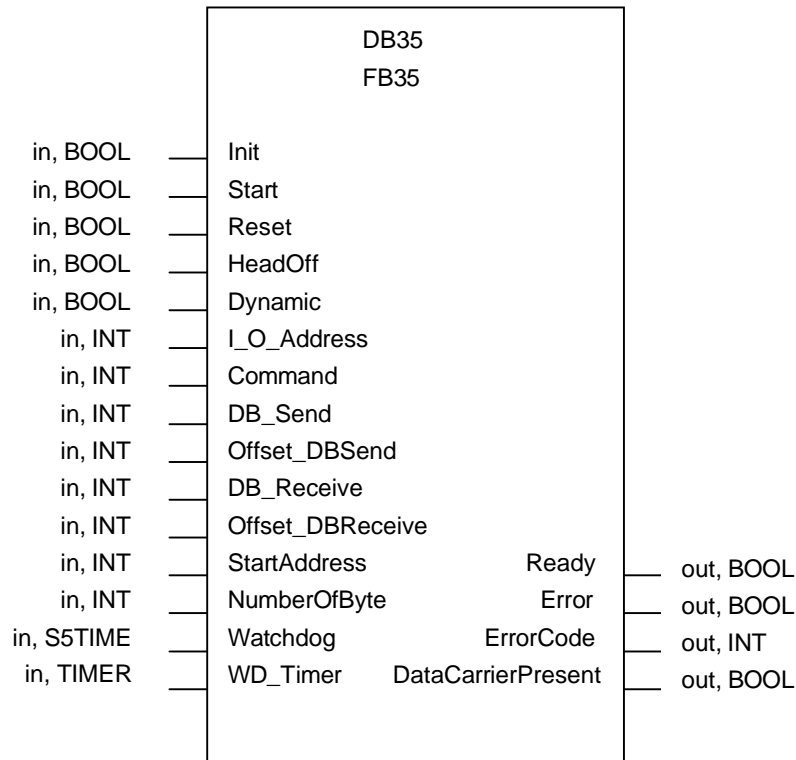 DB35
FB35
in, BOOL Init
in, BOOL Start
in, BOOL Reset
in, BOOL HeadOff
in, BOOL Dynamic
in, INT I_O_Address
in, INT Command
in, INT DB_Send
in, INT Offset_DBSend
in, INT DB_Receive
in, INT Offset_DBReceive
in, INT StartAddress Ready out, BOOL
in, INT NumberOfByte Error out, BOOL
in, S5TIME Watchdog ErrorCode out, INT
in, TIMER WD_Timer DataCarrierPresent out, BOOL